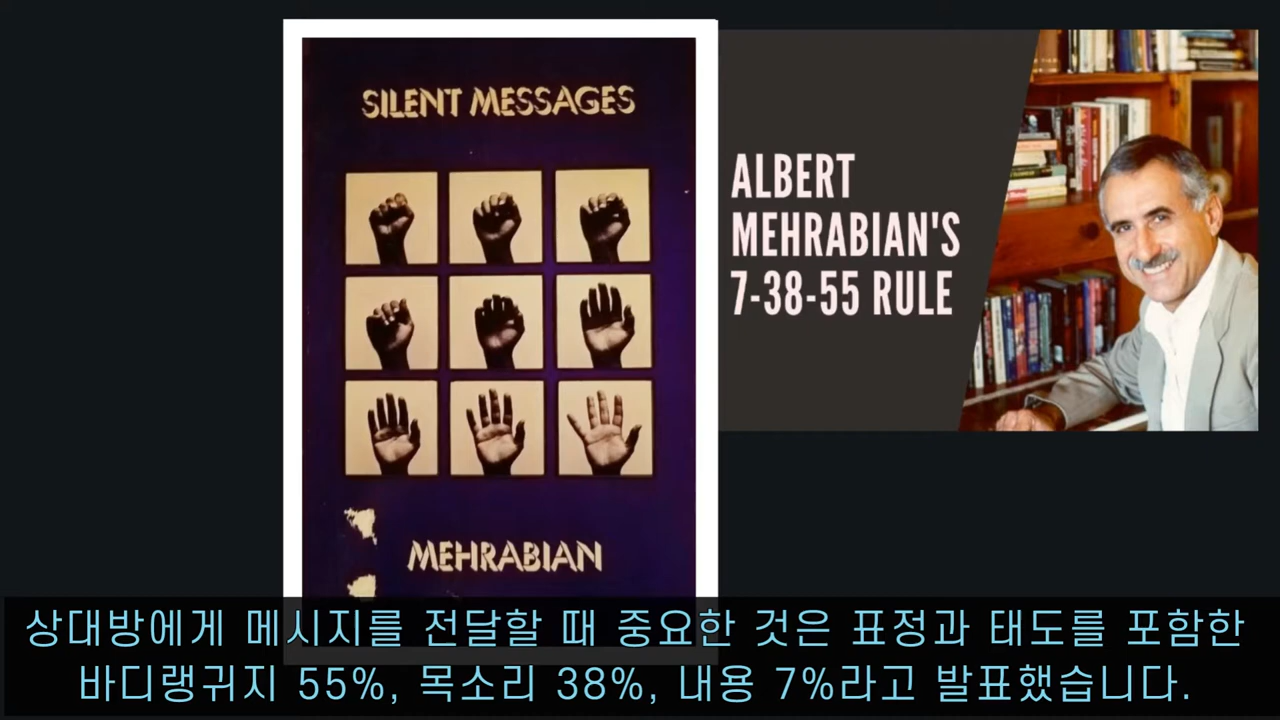 SILENT MESSAGES
MEHRABIAN
ALBERT
MEHRABIAN'S
7-38-55 RULE
상대방에게 메시지를 전달할 때 중요한 것은 표정과 태도를 포함한
바디랭귀지 55%, 목소리 38%, 내용 7%라고 발표했습니다.